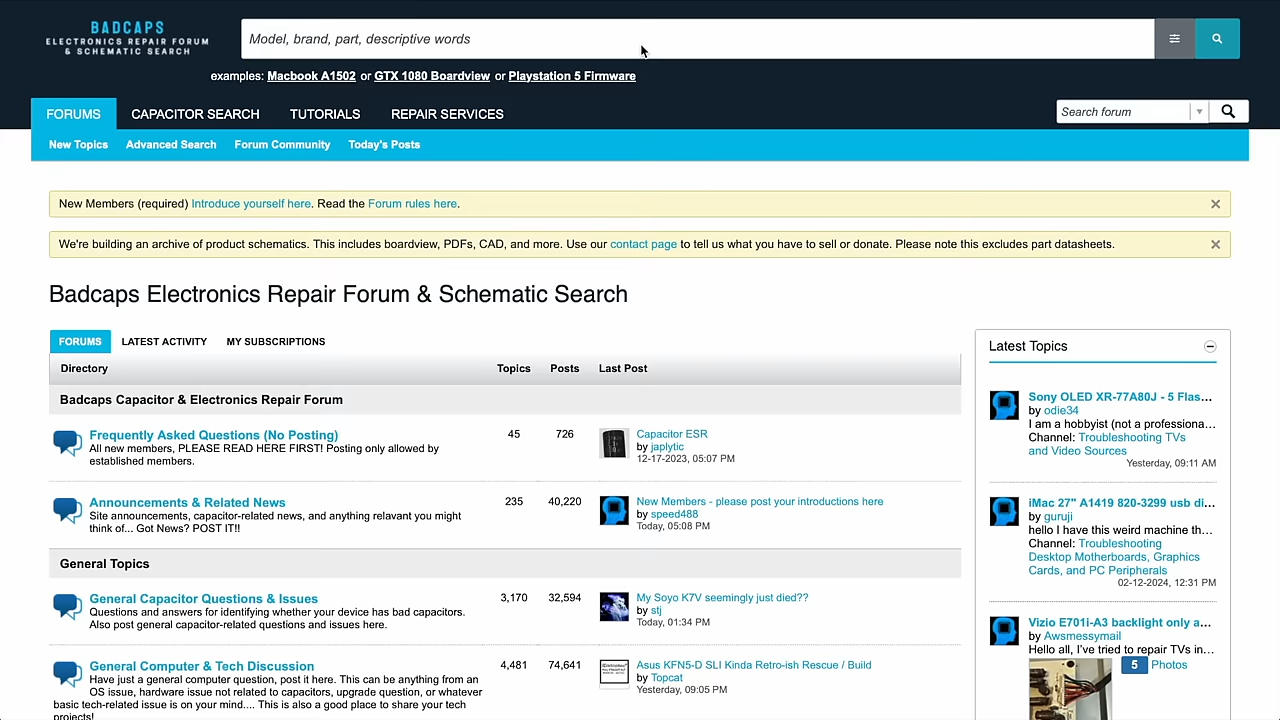 BADCAPS
ELECTRONICS REPAIR FORUM
& SCHEMATIC SEARCH
Model, brand, part, descriptive words
examples: Macbook A1502 or GTX 1080 Boardview or Playstation 5 Firmware
FORUMS CAPACITOR SEARCH TUTORIALS REPAIR SERVICES
Search forum
New Topics Advanced Search Forum Community Today's Posts
New Members (required) Introduce yourself here. Read the Forum rules here.
We're building an archive of product schematics. This includes boardview, PDFs, CAD, and more. Use our contact page to tell us what you have to sell or donate. Please note this excludes part datasheets.
Badcaps Electronics Repair Forum & Schematic Search
FORUMS LATEST ACTIVITY MY SUBSCRIPTIONS
Directory Topics Posts Last Post
Badcaps Capacitor & Electronics Repair Forum
Frequently Asked Questions (No Posting)
All new members, PLEASE READ HERE FIRST! Posting only allowed by
established members.
45 726
Capacitor ESR
by japlytic
12-17-2023, 05:07 PM
Announcements & Related News
Site announcements, capacitor-related news, and anything relavant you might
think of... Got News? POST IT!!
235 40,220
New Members - please post your introductions here
by speed488
Today, 05:08 PM
General Topics
General Capacitor Questions & Issues
Questions and answers for identifying whether your device has bad capacitors.
Also post general capacitor-related questions and issues here.
3,170 32,594
My Soyo K7V seemingly just died??
by stj
Today, 01:34 PM
General Computer & Tech Discussion
Have just a general computer question, post it here. This can be anything from an
OS issue, hardware issue not related to capacitors, upgrade question, or whatever
basic tech-related issue is on your mind.... This is also a good place to share your tech
projects!
4,481 74,641
Asus KFN5-D SLI Kinda Retro-ish Rescue / Build
by Topcat
Yesterday, 09:05 PM
Latest Topics
Sony OLED XR-77A80J - 5 Flas...
by odie34
I am a hobbyist (not a professiona...
Channel: Troubleshooting TVs
and Video Sources
Yesterday, 09:11 AM
iMac 27" A1419 820-3299 usb di...
by guruji
hello I have this weird machine th...
Channel: Troubleshooting
Desktop Motherboards, Graphics
Cards, and PC Peripherals
02-12-2024, 12:31 PM
Vizio E701i-A3 backlight only a...
by Awsmessymail
Hello all, I've tried to repair TVs in...
5 Photos